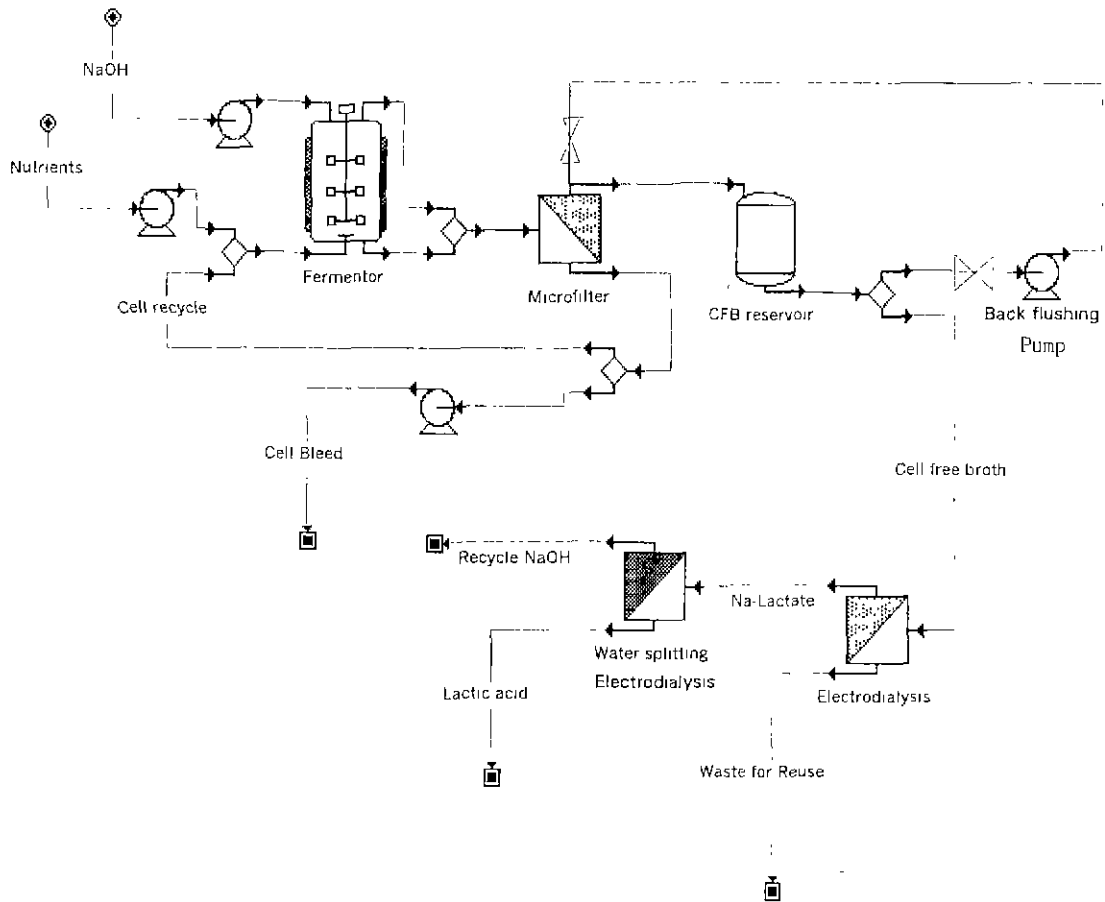 NaOH
Nutrients
Fermentor
Cell recycle
Microfilter
CFB reservoir
Back flushing
Pump
Cell Bleed
Cell free broth
Recycle NaOH
Na-Lactate
Water splitting
Electrodialysis
Electrodialysis
Lactic acid
Waste for Reuse